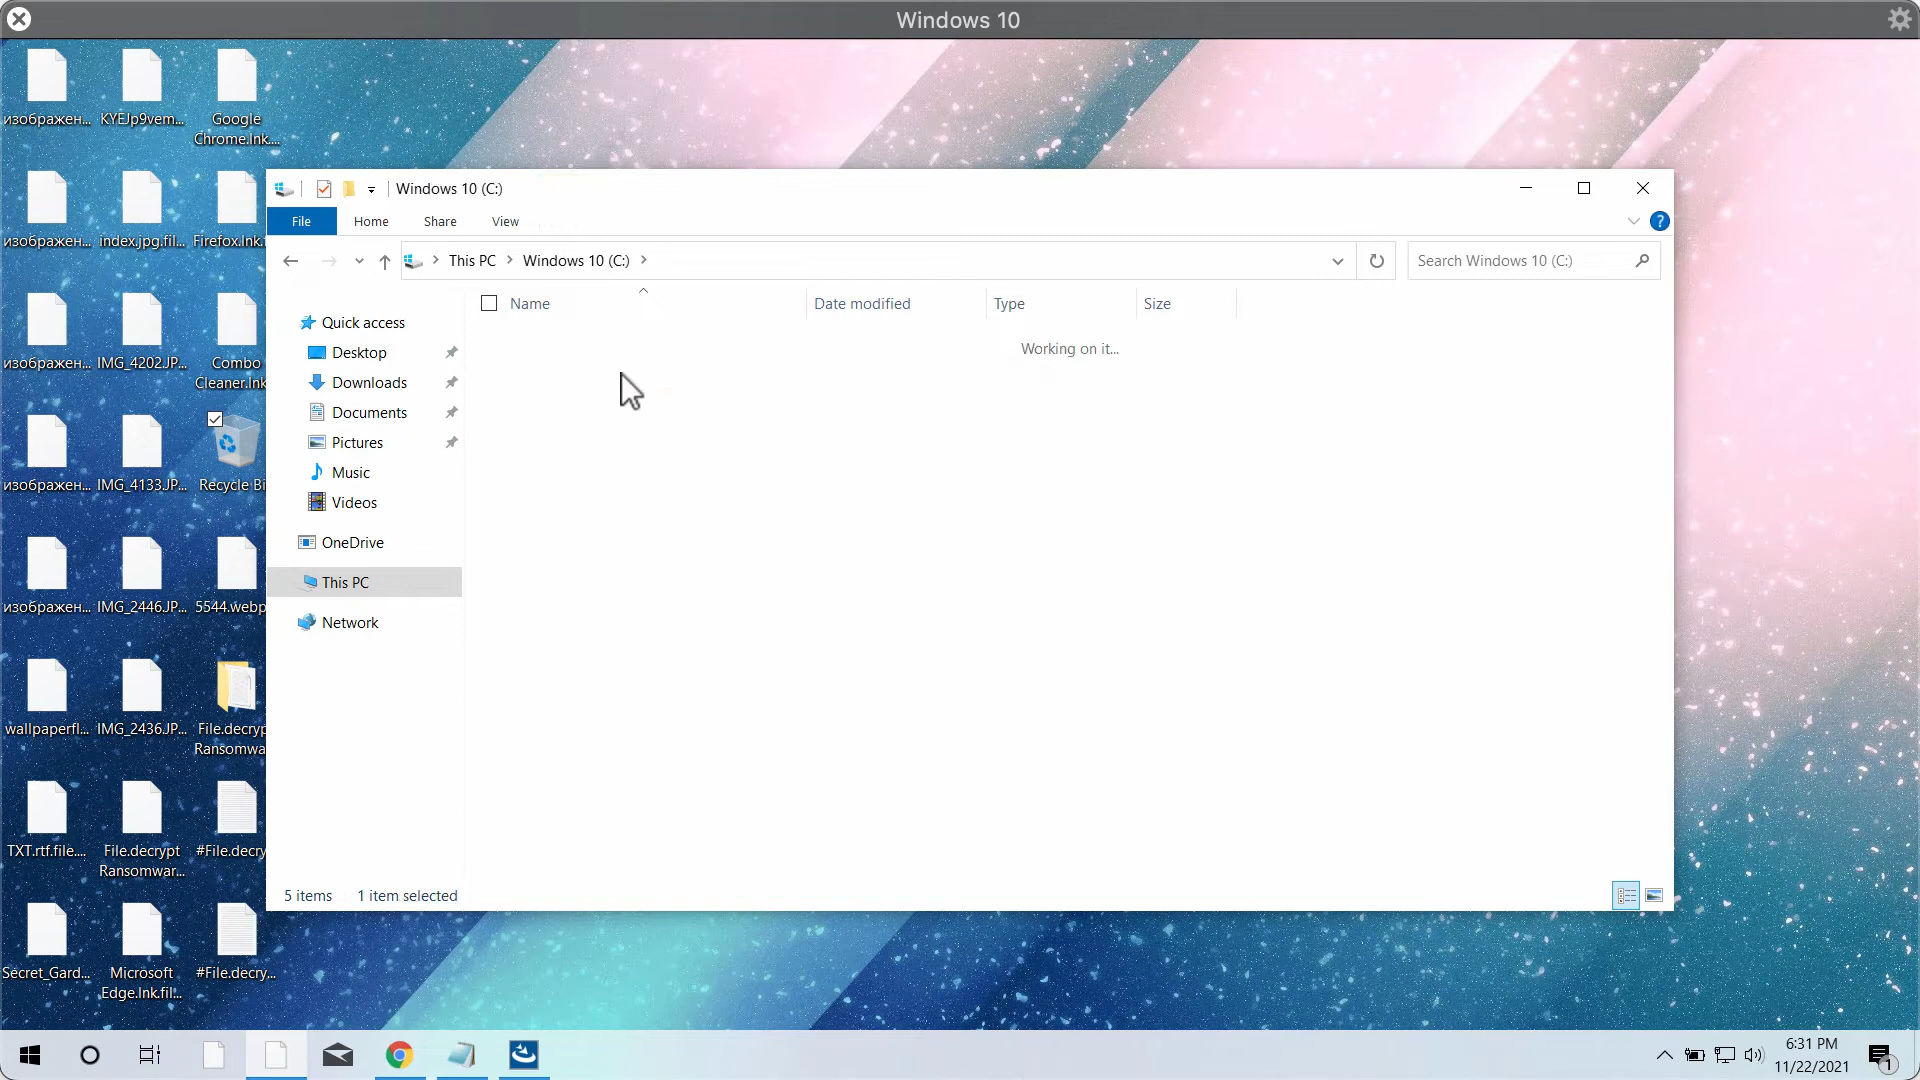 Windows 10
изображен...
KYEJp9vem...
Google
Chrome.lnk....
изображен...
index.jpg.fil...
Firefox.lnk.f
изображен...
IMG_4202.JP...
Combo
Cleaner.lnk
изображен...
IMG_4133.JP...
Recycle Bi
изображен...
IMG_2446.JP...
5544.webp
wallpaperfl...
IMG_2436.JP...
File.decryp
Ransomwa
TXT.rtf.file....
File.decrypt
Ransomwar...
#File.decry
Secret_Gard...
Microsoft
Edge.lnk.fil...
#File.decry...
Windows 10 (C:)
File Home Share View
This PC Windows 10 (C:)
Search Windows 10 (C:)
Name Date modified Type Size
Working on it...
Quick access
Desktop
Downloads
Documents
Pictures
Music
Videos
OneDrive
This PC
Network
5 items 1 item selected
6:31 PM
11/22/2021
1